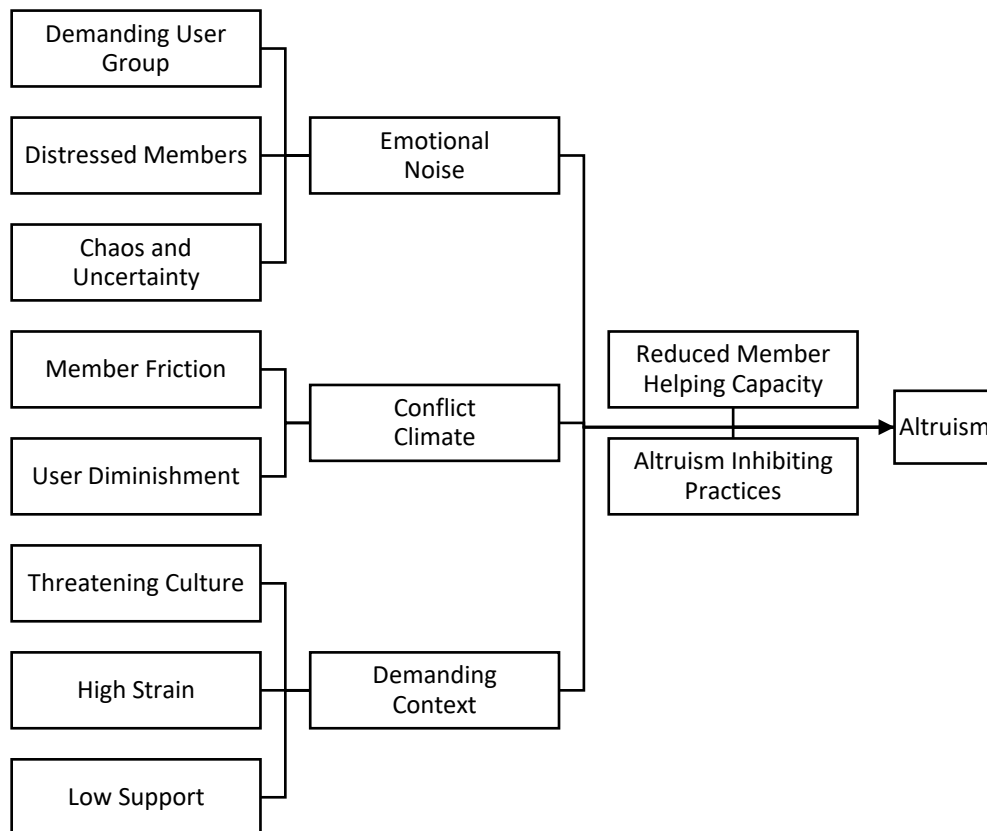 Demanding User
Group
Distressed Members
Chaos and
Uncertainty
Member Friction
User Diminishment
Threatening Culture
High Strain
Low Support
Emotional
Noise
Conflict
Climate
Demanding
Context
Reduced Member
Helping Capacity
Altruism Inhibiting
Practices
Altruism